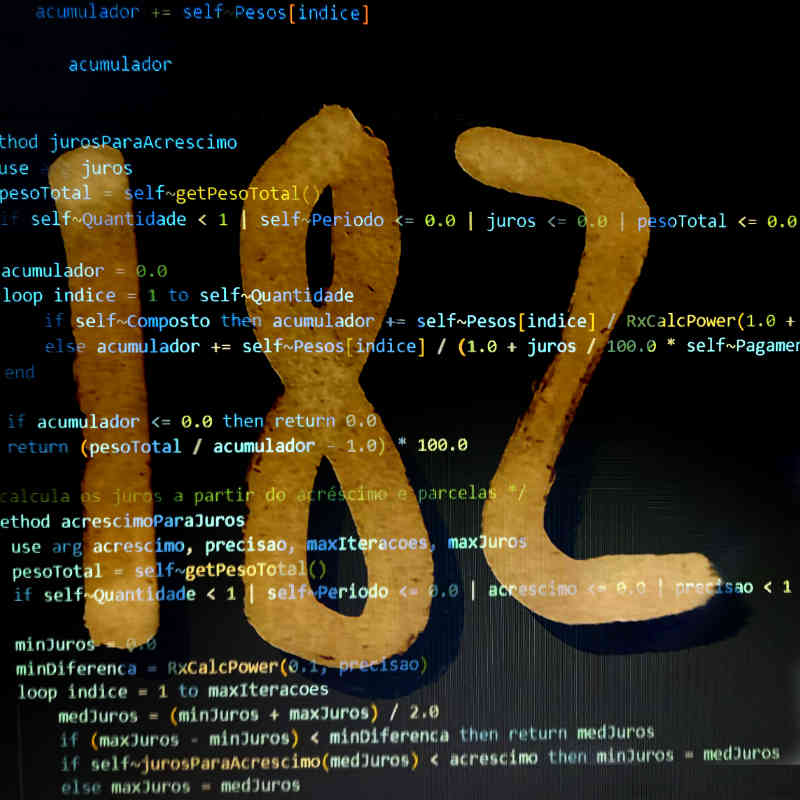 acumulador += self~Pesos[indice]
acumulador
182
thod jurosParaAcrescimo
use juros
pesoTotal = self~getPesoTotal()
if self~Quantidade < 1 | self~Periodo <= 0.0 | juros <= 0.0 | pesoTotal <= 0.0
acumulador = 0.0
loop indice = 1 to self~Quantidade
if self~Composto then acumulador += self~Pesos[indice] / RxCalcPower(1.0 +
else acumulador += self~Pesos[indice] / (1.0 + juros / 100.0 * self~Pagamen
end
if acumulador <= 0.0 then return 0.0
return (pesoTotal / acumulador - 1.0) * 100.0
calcula os juros a partir do acréscimo e parcelas */
ethod acrescimoParaJuros
use arg acrescimo, precisao, maxIteracoes, maxJuros
pesoTotal = self~getPesoTotal()
if self~Quantidade < 1 | self~Periodo <= 0.0 | acrescimo <= 0.0 | precisao < 1
minJuros = 0.0
minDiferenca = RxCalcPower(0.1, precisao)
loop indice = 1 to maxIteracoes
medJuros = (minJuros + maxJuros) / 2.0
if (maxJuros - minJuros) < minDiferenca then return medJuros
if self~jurosParaAcrescimo(medJuros) < acrescimo then minJuros = medJuros
else maxJuros = medJuros